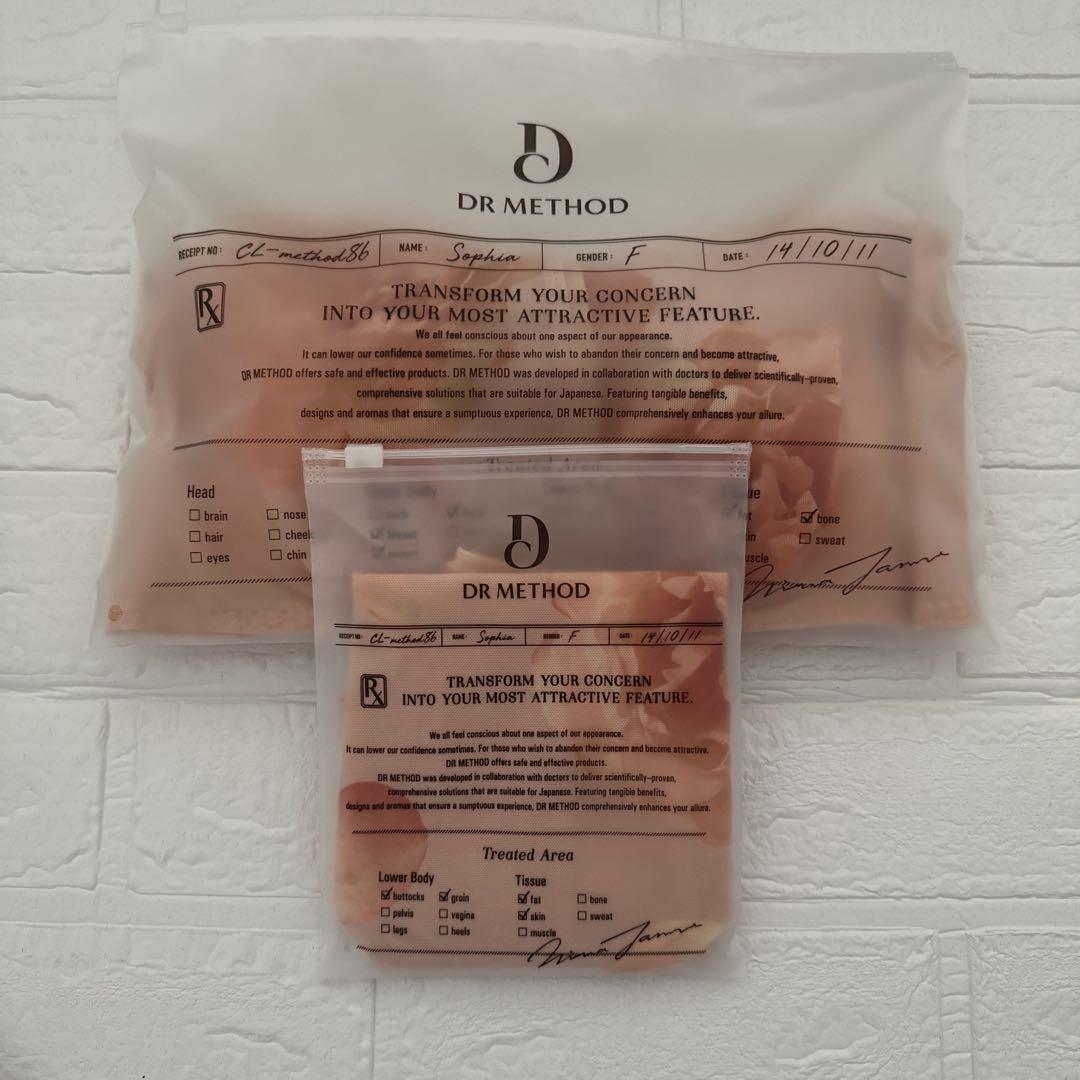 DR METHOD
RECEIPT NO: CL-method86 NAME: Sophia GENDER: F DATE: 14/10/11
Rx
TRANSFORM YOUR CONCERN
INTO YOUR MOST ATTRACTIVE FEATURE.
We all feel conscious about one aspect of our appearance.
It can lower our confidence sometimes. For those who wish to abandon their concern and become attractive,
DR METHOD offers safe and effective products. DR METHOD was developed in collaboration with doctors to deliver scientifically-proven,
comprehensive solutions that are suitable for Japanese. Featuring tangible benefits,
designs and aromas that ensure a sumptuous experience, DR METHOD comprehensively enhances your allure.
Treated Area
Head
brain nose bone
hair sweat
eyes chin
DR METHOD
RECEIPT NO: CL-method86 NAME: Sophia GENDER: F DATE: 14/10/11
Rx
TRANSFORM YOUR CONCERN
INTO YOUR MOST ATTRACTIVE FEATURE.
We all feel conscious about one aspect of our appearance.
It can lower our confidence sometimes. For those who wish to abandon their concern and become attractive,
DR METHOD offers safe and effective products.
DR METHOD was developed in collaboration with doctors to deliver scientifically-proven,
comprehensive solutions that are suitable for Japanese. Featuring tangible benefits,
designs and aromas that ensure a sumptuous experience, DR METHOD comprehensively enhances your allure.
Treated Area
Lower Body Tissue
buttocks groin fat bone
pelvis vagina skin sweat
legs heels muscle